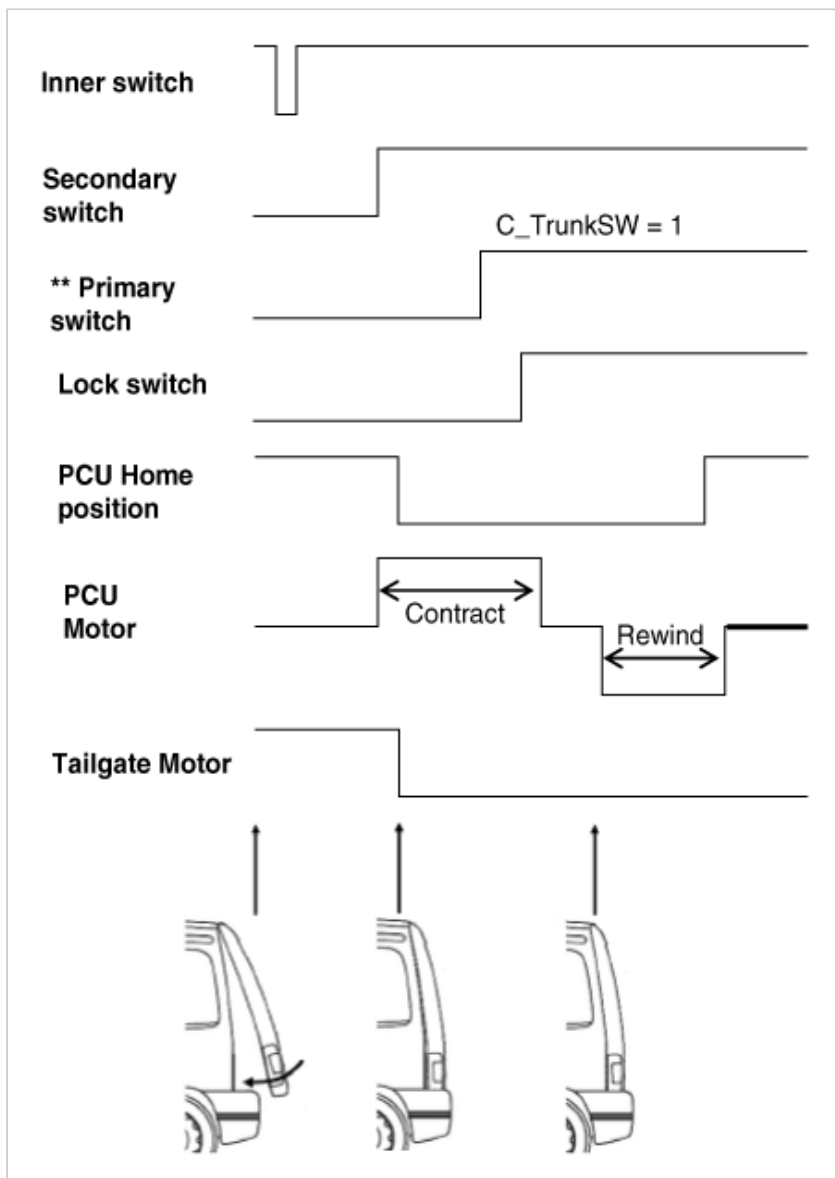 Inner switch
Secondary
switch
C_TrunkSW = 1
** Primary
switch
Lock switch
PCU Home
position
PCU
Motor
Contract
Rewind
Tailgate Motor